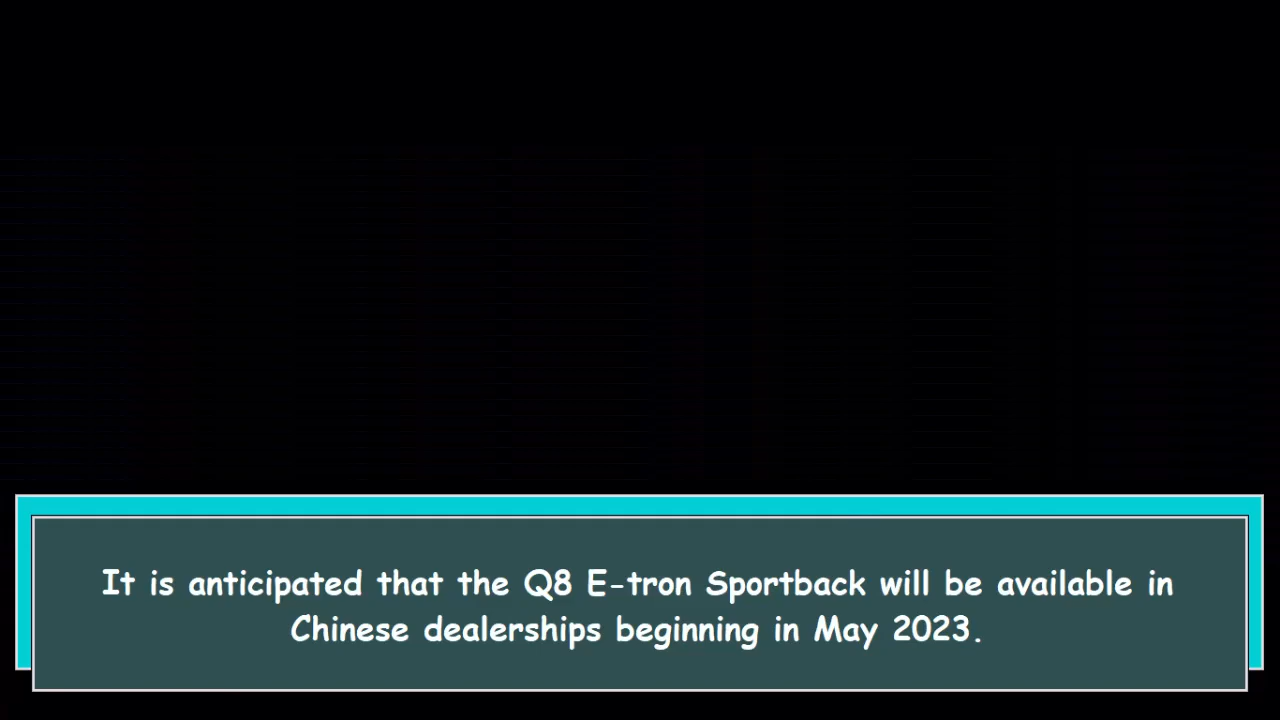 It is anticipated that the Q8 E-tron Sportback will be available in
Chinese dealerships beginning in May 2023.